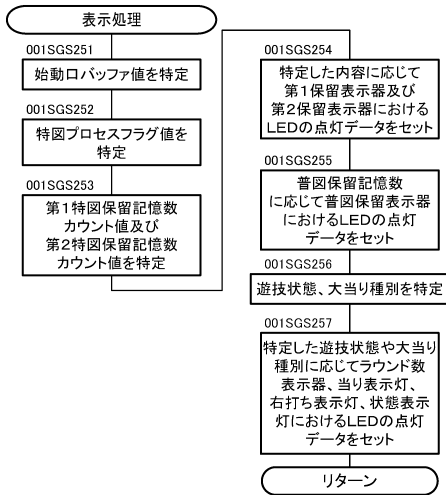 表示処理
001SGS251
始動口バッファ値を特定
001SGS252
特図プロセスフラグ値を
特定
001SGS253
第1特図保留記憶数
カウント値及び
第2特図保留記憶数
カウント値を特定
001SGS254
特定した内容に応じて
第1保留表示器及び
第2保留表示器における
LEDの点灯データをセット
001SGS255
普図保留記憶数
に応じて普図保留表示器
におけるLEDの点灯
データをセット
001SGS256
遊技状態、大当り種別を特定
001SGS257
特定した遊技状態や大当り
種別に応じてラウンド数
表示器、当り表示灯、
右打ち表示灯、状態表示
灯におけるLEDの点灯
データをセット
リターン